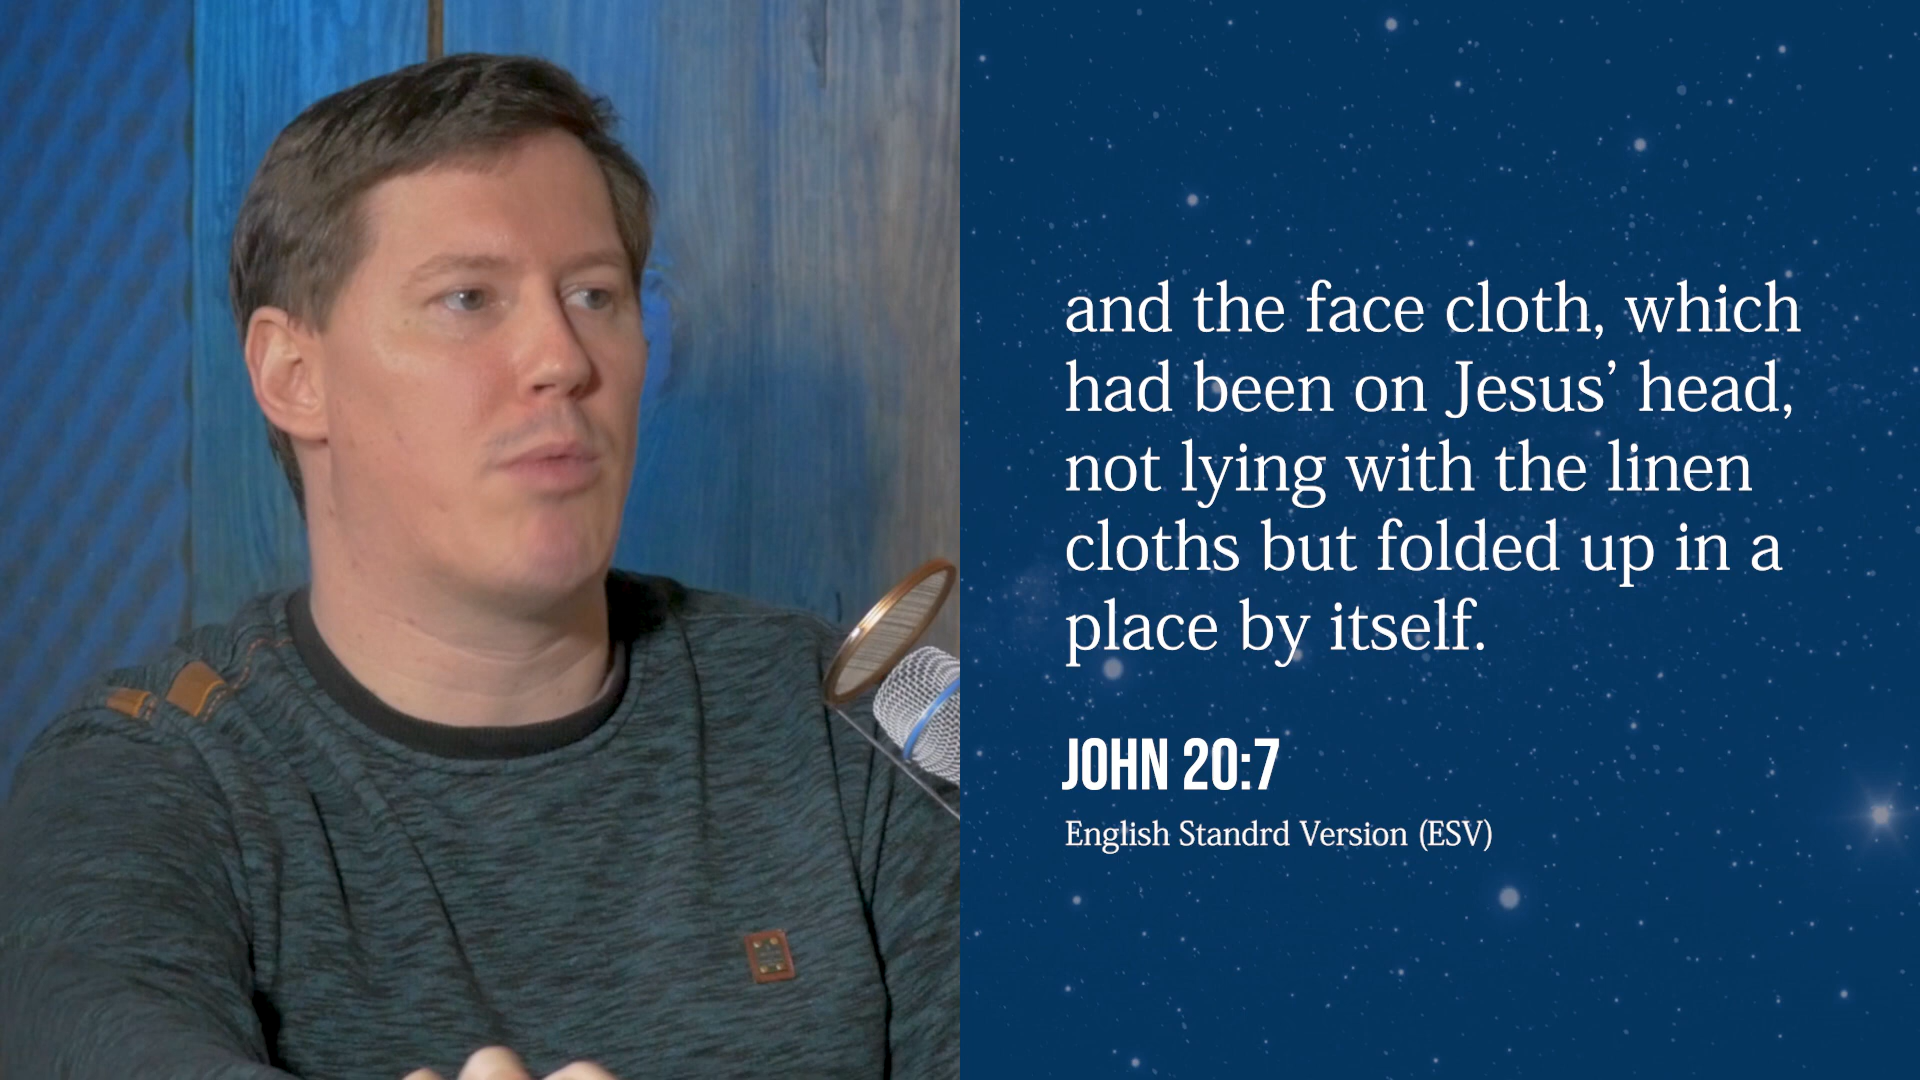 and the face cloth, which
had been on Jesus’ head,
not lying with the linen
cloths but folded up in a
place by itself.
JOHN 20:7
English Standrd Version (ESV)